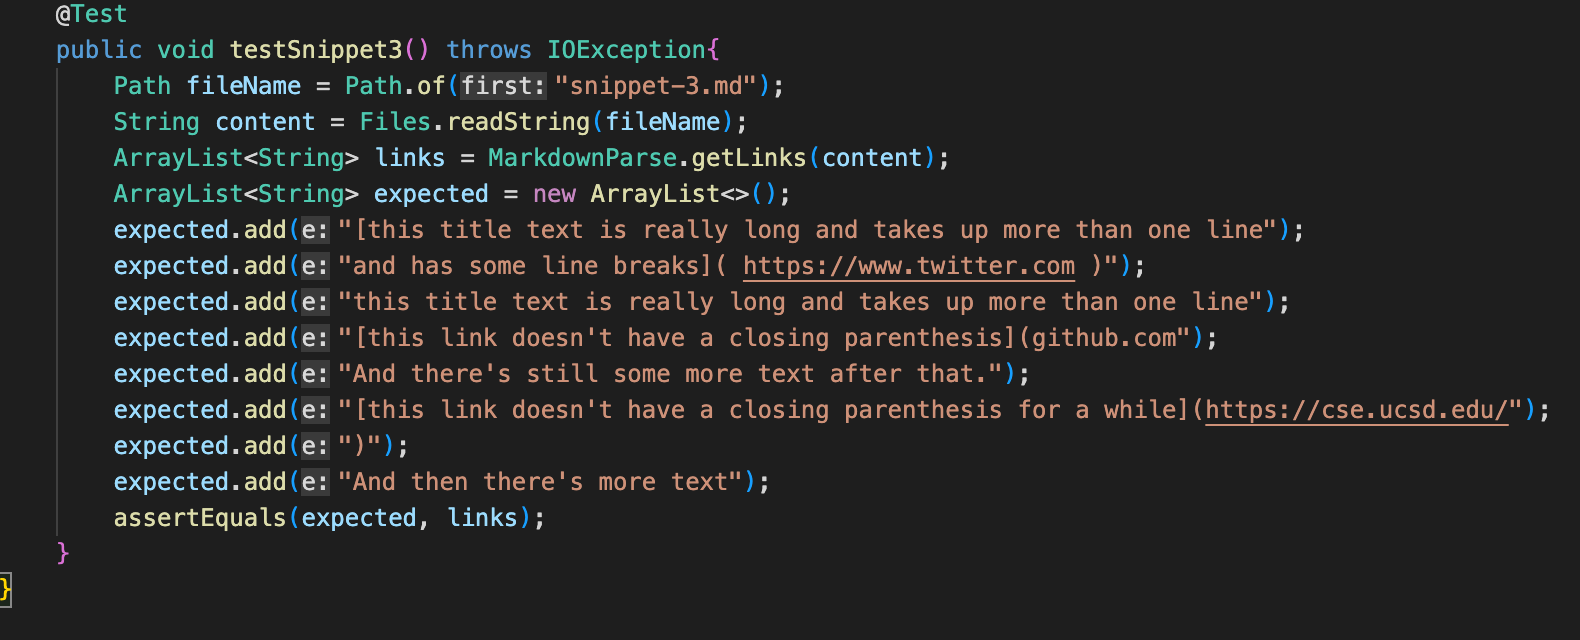 @Test
public void testSnippet3() throws IOException{
Path fileName = Path.of(first: "snippet-3.md");
String content = Files.readString(fileName);
ArrayList<String> links = MarkdownParse.getLinks(content);
ArrayList<String> expected = new ArrayList<>();
expected.add(e: "[this title text is really long and takes up more than one line");
expected.add(e: "and has some line breaks]( https://www.twitter.com )");
expected.add(e: "this title text is really long and takes up more than one line");
expected.add(e: "[this link doesn't have a closing parenthesis](github.com");
expected.add(e: "And there's still some more text after that.");
expected.add(e: "[this link doesn't have a closing parenthesis for a while](https://cse.ucsd.edu/");
expected.add(e: ")");
expected.add(e: "And then there's more text");
assertEquals(expected, links);
}
}